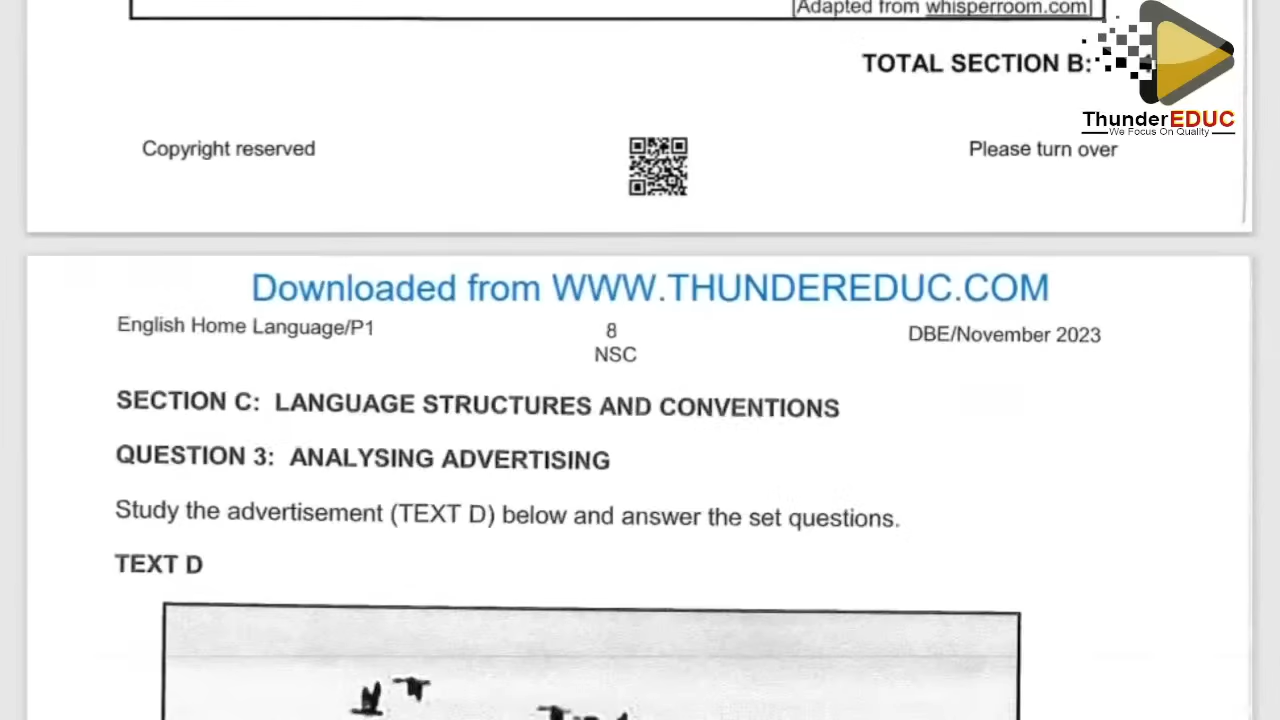 [Adapted from whisperroom.com]
TOTAL SECTION B:
ThunderEDUC
We Focus On Quality
Copyright reserved
Please turn over
Downloaded from WWW.THUNDEREDUC.COM
English Home Language/P1
8
DBE/November 2023
NSC
SECTION C: LANGUAGE STRUCTURES AND CONVENTIONS
QUESTION 3: ANALYSING ADVERTISING
Study the advertisement (TEXT D) below and answer the set questions.
TEXT D